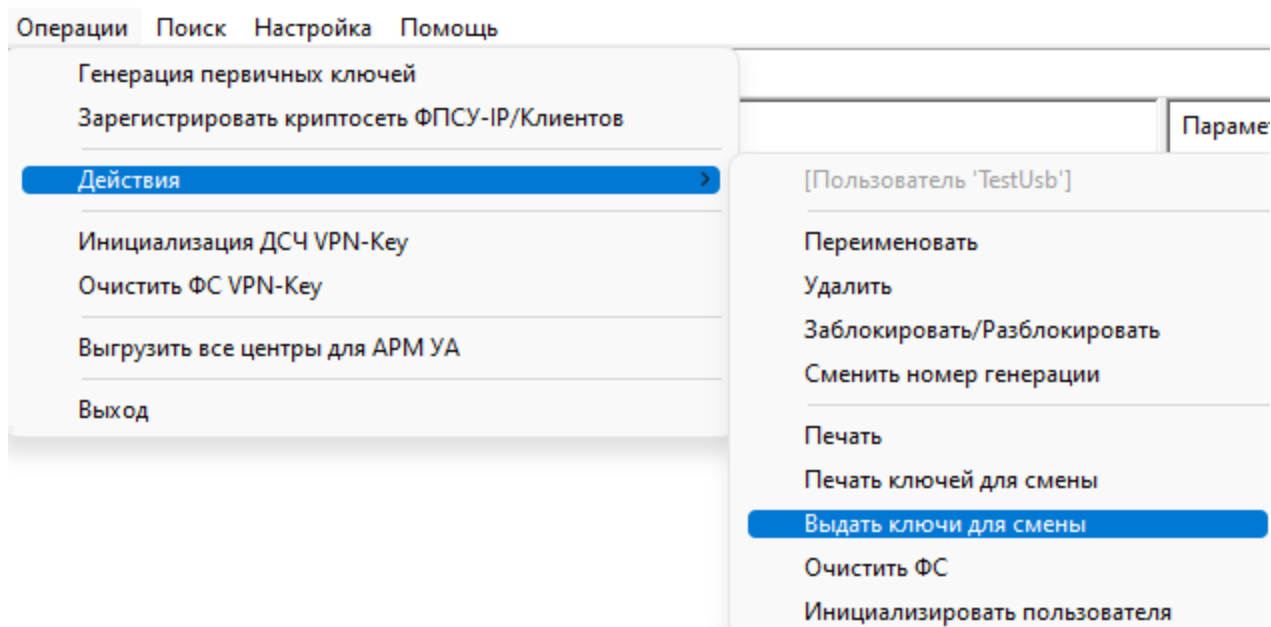 Операции Поиск Настройка Помощь
Генерация первичных ключей
Зарегистрировать криптосеть ФПСУ-IP/Клиентов
Действия
Инициализация ДСЧ VPN-Key
Очистить ФС VPN-Key
Выгрузить все центры для АРМ УА
Выход
Парамет
[Пользователь 'TestUsb']
Переименовать
Удалить
Заблокировать/Разблокировать
Сменить номер генерации
Печать
Печать ключей для смены
Выдать ключи для смены
Очистить ФС
Инициализировать пользователя